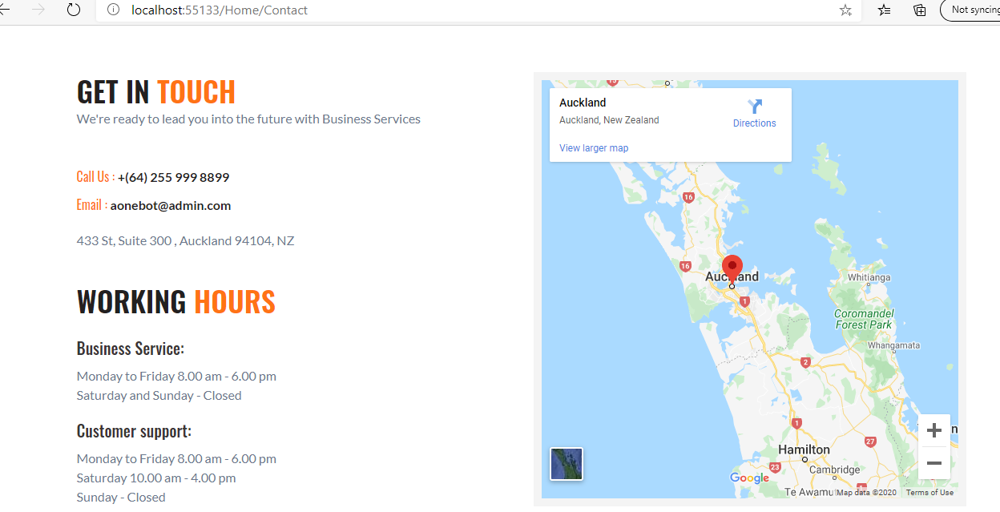 localhost:55133/Home/Contact
Not syncing
GET IN TOUCH
We're ready to lead you into the future with Business Services
Call Us : +(64) 255 999 8899
Email : aonebot@admin.com
433 St, Suite 300 , Auckland 94104, NZ
WORKING HOURS
Business Service:
Monday to Friday 8.00 am - 6.00 pm
Saturday and Sunday - Closed
Customer support:
Monday to Friday 8.00 am - 6.00 pm
Saturday 10.00 am - 4.00 pm
Sunday - Closed
Auckland
Auckland, New Zealand
Directions
View larger map
16
16
Auckland
1
Whitianga
Coromandel
Forest Park
Whangamata
2
1
27
Hamilton
Cambridge
23
Google
Te Awamu
Map data ©2020
Terms of Use